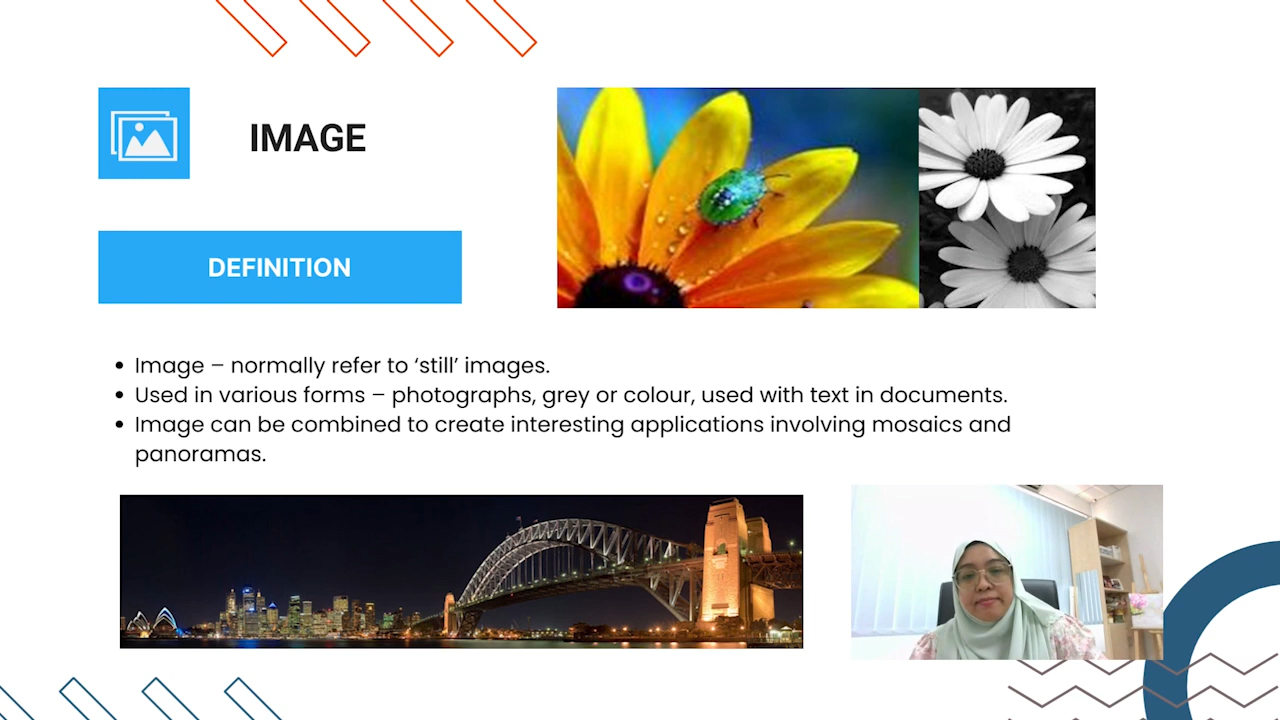 IMAGE
DEFINITION
• Image – normally refer to ‘still’ images.
• Used in various forms – photographs, grey or colour, used with text in documents.
• Image can be combined to create interesting applications involving mosaics and
panoramas.